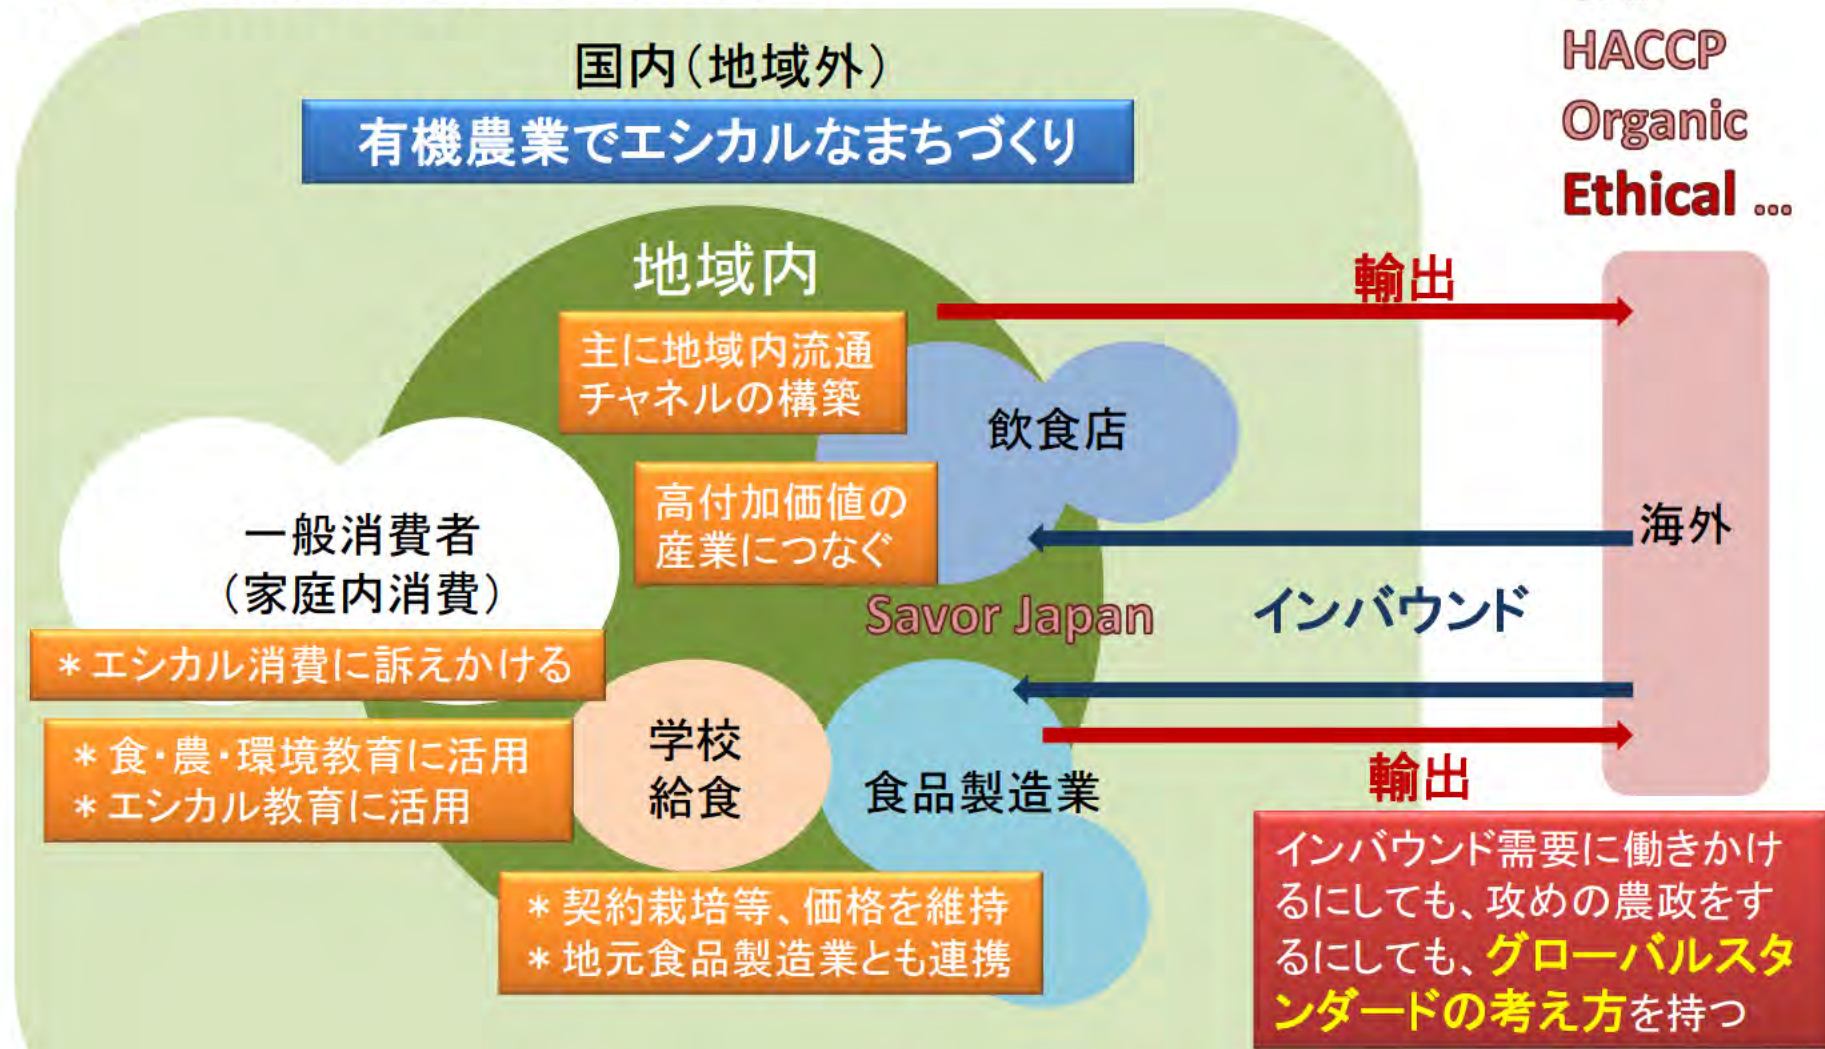 国内（地域外）
有機農業でエシカルなまちづくり
HACCP
Organic
Ethical …
地域内
主に地域内流通
チャネルの構築
輸出
飲食店
高付加価値の
産業につなぐ
海外
一般消費者
（家庭内消費）
Savor Japan
インバウンド
＊エシカル消費に訴えかける
＊食・農・環境教育に活用
＊エシカル教育に活用
学校
給食
食品製造業
輸出
＊契約栽培等、価格を維持
＊地元食品製造業とも連携
インバウンド需要に働きかけ
るにしても、攻めの農政をす
るにしても、グローバルスタ
ンダードの考え方を持つ